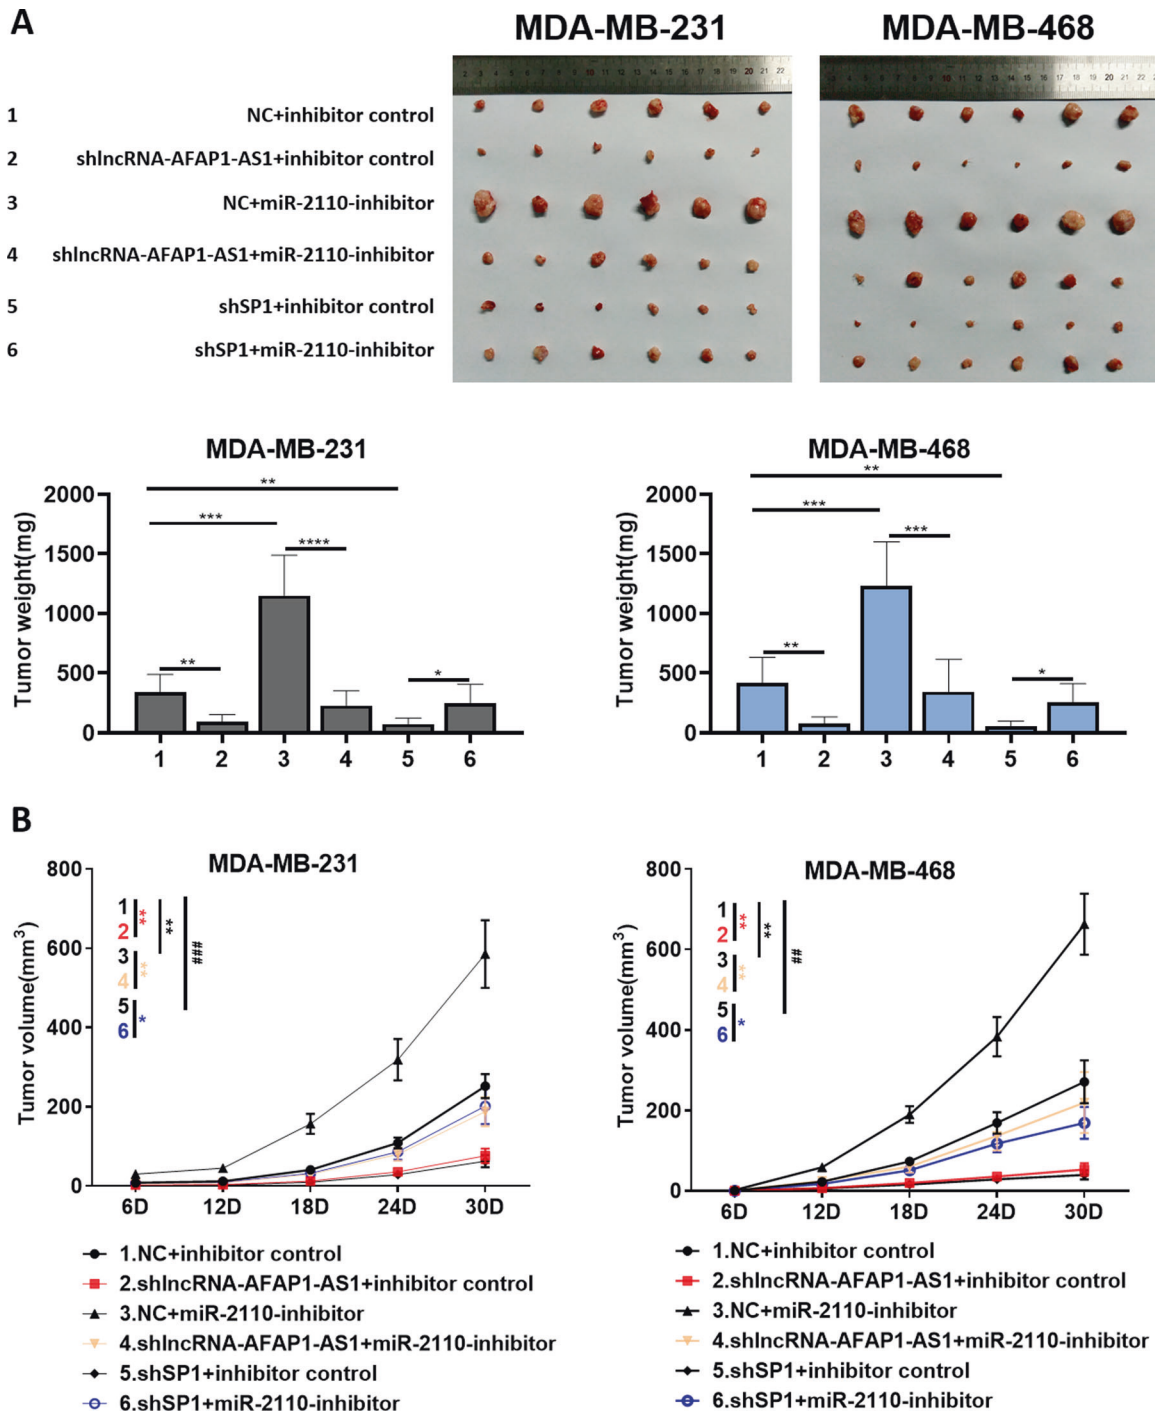 A
MDA-MB-231
MDA-MB-468
1 NC+inhibitor control
2 shlncRNA-AFAP1-AS1+inhibitor control
3 NC+miR-2110-inhibitor
4 shlncRNA-AFAP1-AS1+miR-2110-inhibitor
5 shSP1+inhibitor control
6 shSP1+miR-2110-inhibitor
MDA-MB-231
Tumor weight(mg)
2000
1500
1000
500
0
**
***
****
**
*
1 2 3 4 5 6
MDA-MB-468
Tumor weight(mg)
2000
1500
1000
500
0
**
***
***
**
*
1 2 3 4 5 6
B
MDA-MB-231
Tumor volume(mm³)
800
600
400
200
0
1
2
3
4
5
6
**
**
*
**
###
6D 12D 18D 24D 30D
1.NC+inhibitor control
2.shlncRNA-AFAP1-AS1+inhibitor control
3.NC+miR-2110-inhibitor
4.shlncRNA-AFAP1-AS1+miR-2110-inhibitor
5.shSP1+inhibitor control
6.shSP1+miR-2110-inhibitor
MDA-MB-468
Tumor volume(mm³)
800
600
400
200
0
1
2
3
4
5
6
**
**
*
**
##
6D 12D 18D 24D 30D
1.NC+inhibitor control
2.shlncRNA-AFAP1-AS1+inhibitor control
3.NC+miR-2110-inhibitor
4.shlncRNA-AFAP1-AS1+miR-2110-inhibitor
5.shSP1+inhibitor control
6.shSP1+miR-2110-inhibitor